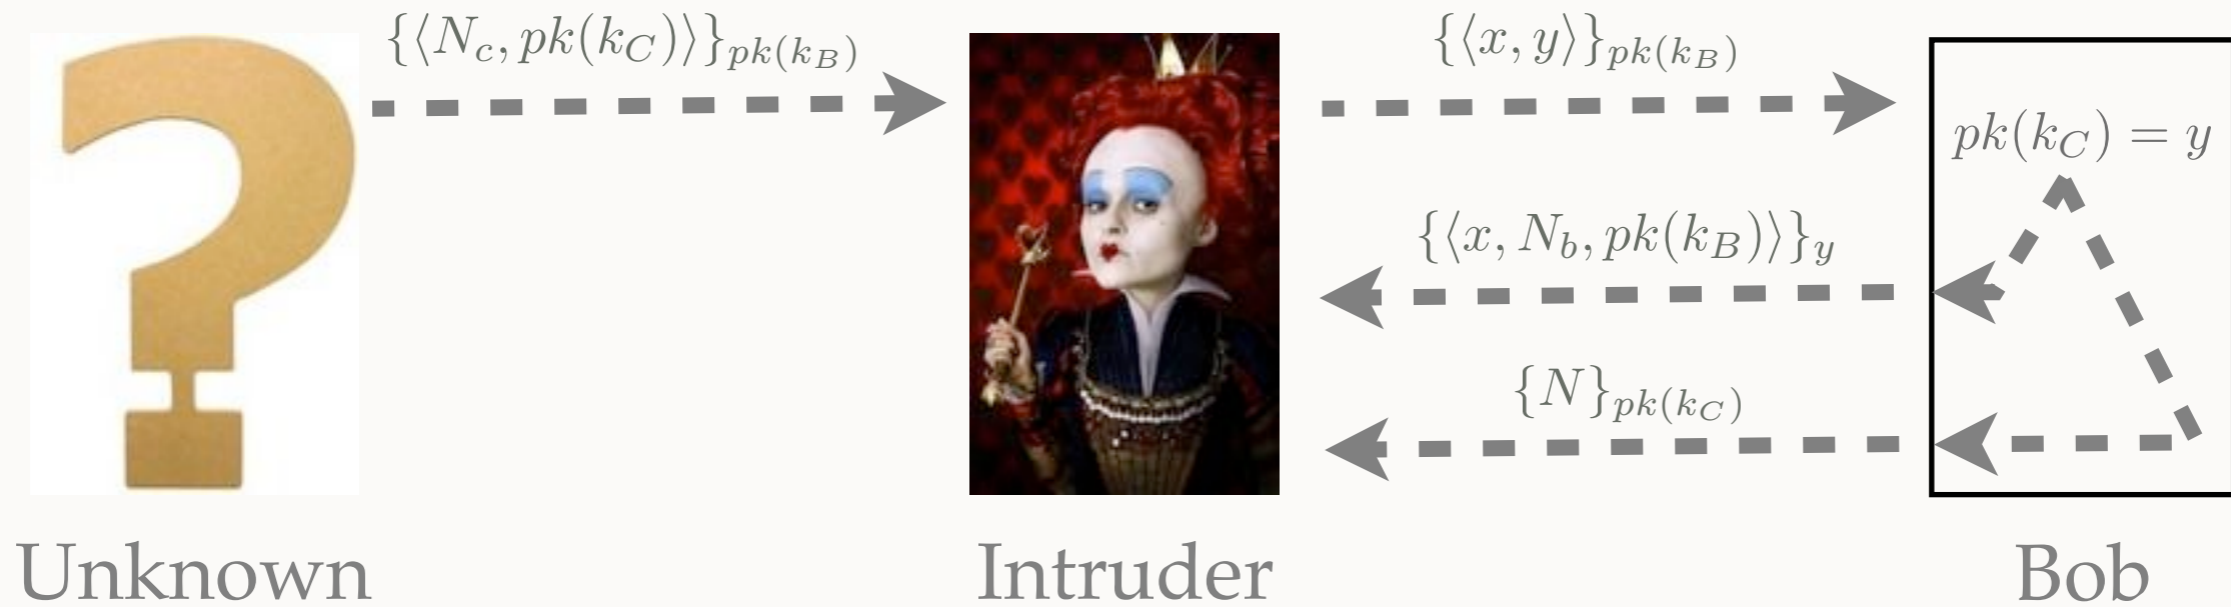 {⟨N_c, pk(k_C)⟩}_{pk(k_B)}
{⟨x, y⟩}_{pk(k_B)}
pk(k_C) = y
{⟨x, N_b, pk(k_B)⟩}_y
{N}_{pk(k_C)}
Unknown
Intruder
Bob